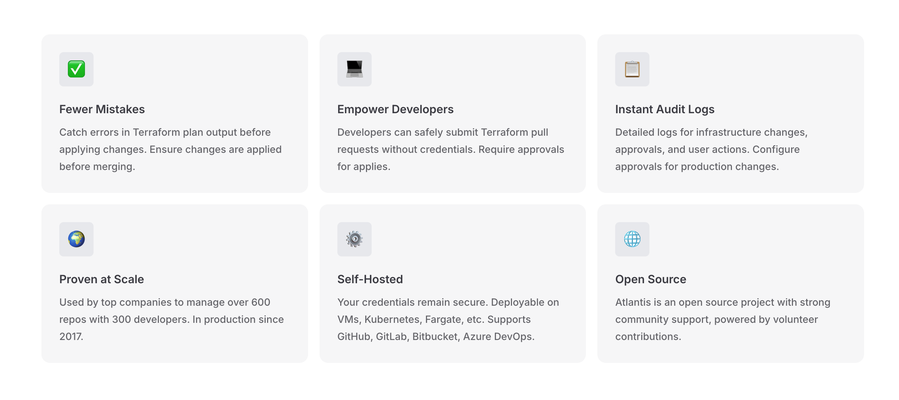 Fewer Mistakes
Catch errors in Terraform plan output before
applying changes. Ensure changes are applied
before merging.
Empower Developers
Developers can safely submit Terraform pull
requests without credentials. Require approvals
for applies.
Instant Audit Logs
Detailed logs for infrastructure changes,
approvals, and user actions. Configure
approvals for production changes.
Proven at Scale
Used by top companies to manage over 600
repos with 300 developers. In production since
2017.
Self-Hosted
Your credentials remain secure. Deployable on
VMs, Kubernetes, Fargate, etc. Supports
GitHub, GitLab, Bitbucket, Azure DevOps.
Open Source
Atlantis is an open source project with strong
community support, powered by volunteer
contributions.